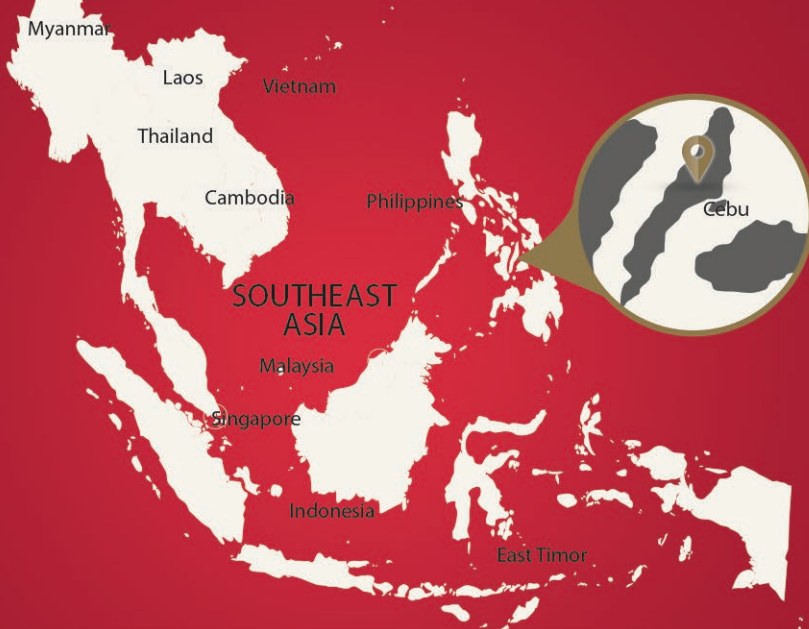 Myanmar
Laos
Vietnam
Thailand
Cambodia
Philippines
Cebu
SOUTHEAST
ASIA
Malaysia
Singapore
Indonesia
East Timor